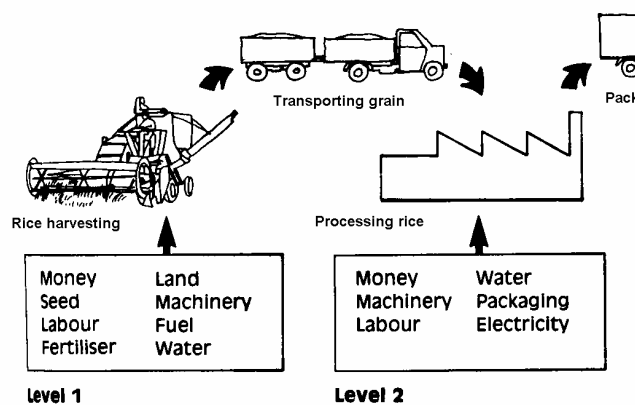 Transporting grain
Pack
Rice harvesting
Processing rice
Money Land
Seed Machinery
Labour Fuel
Fertiliser Water
Money Water
Machinery Packaging
Labour Electricity
Level 1
Level 2